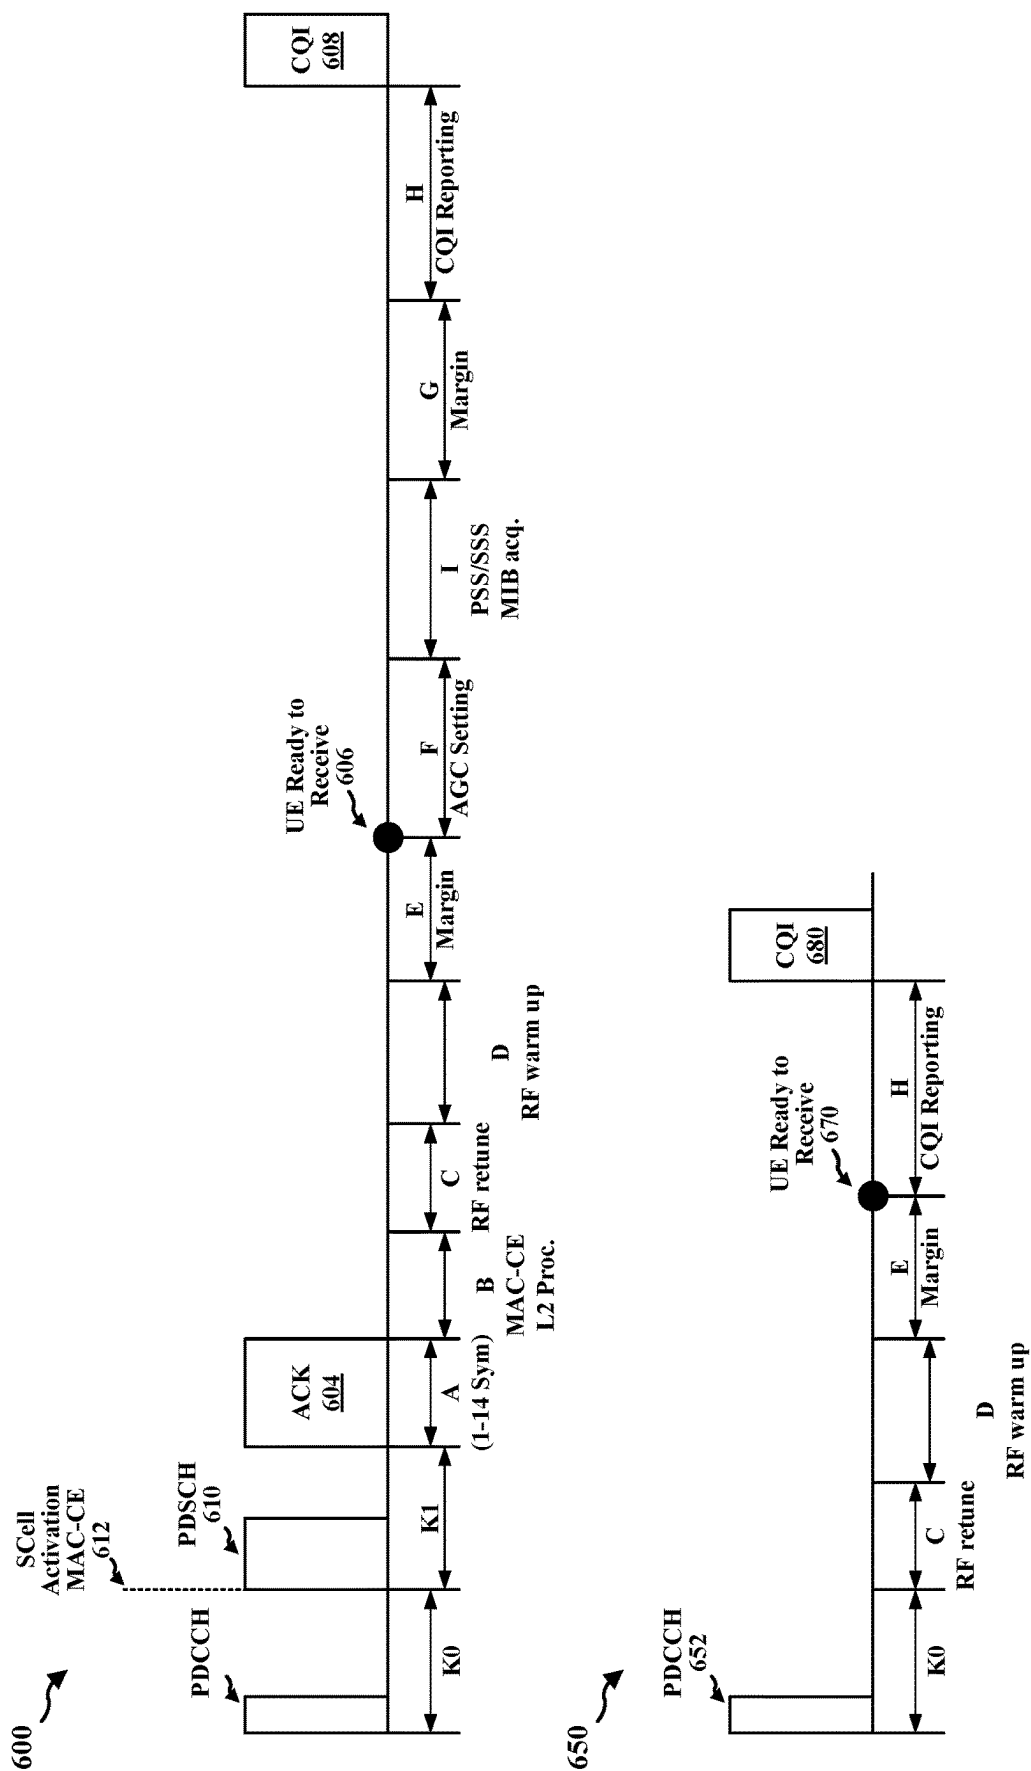 600
PDCCH
SCell
Activation
MAC-CE
612
PDSCH
610
ACK
604
UE Ready to
Receive
606
CQI
608
K0
K1
A
(1-14 Sym)
B
MAC-CE
L2 Proc.
C
RF retune
D
RF warm up
E
Margin
F
AGC Setting
I
PSS/SSS
MIB acq.
G
Margin
H
CQI Reporting
650
PDCCH
652
UE Ready to
Receive
670
CQI
680
K0
C
RF retune
D
RF warm up
E
Margin
H
CQI Reporting